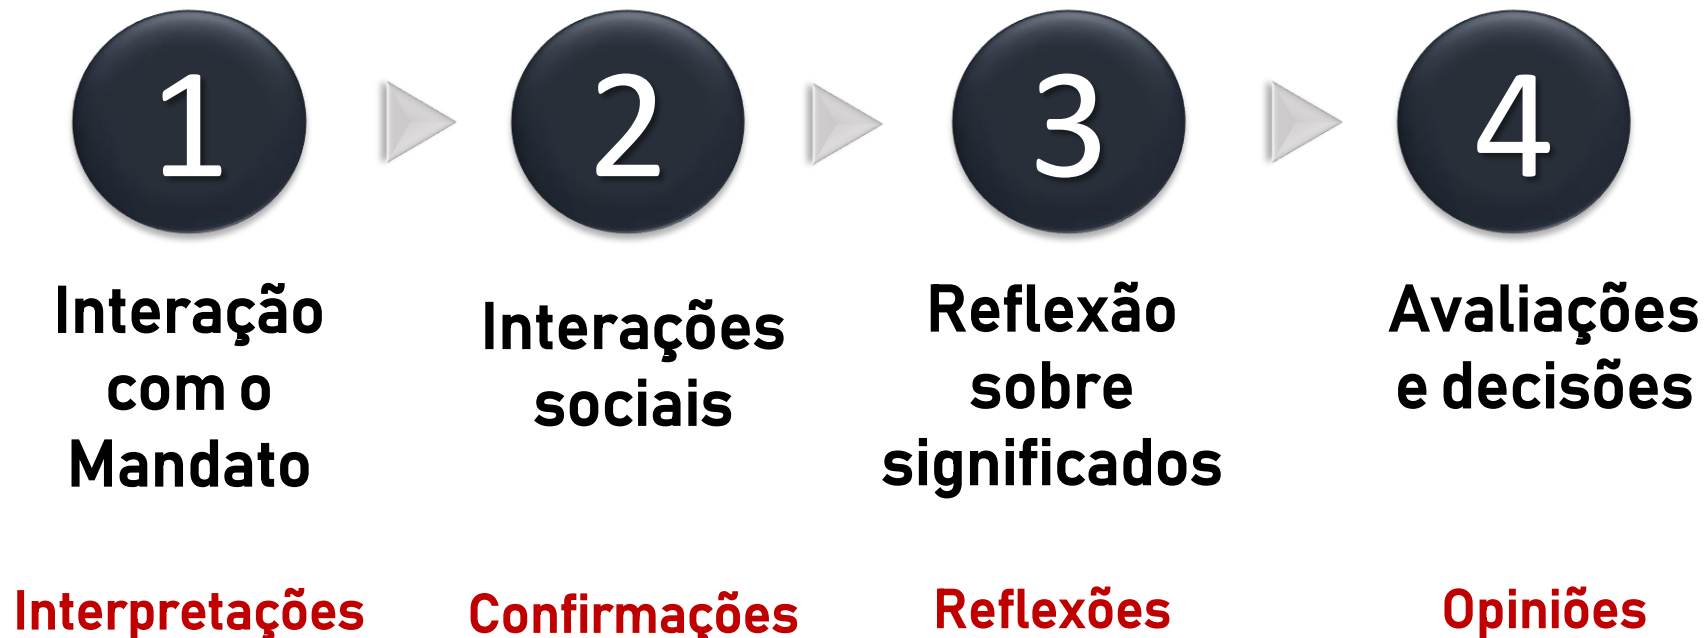 1
2
3
4
Interação
com o
Mandato
Interações
sociais
Reflexão
sobre
significados
Avaliações
e decisões
Interpretações
Confirmações
Reflexões
Opiniões